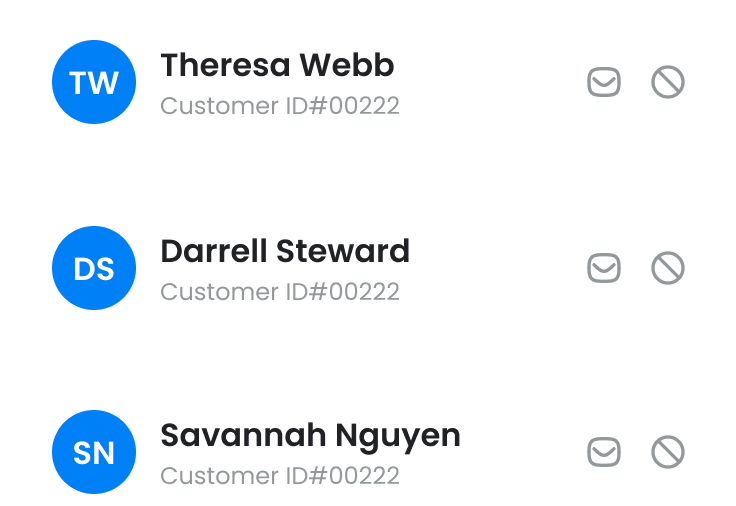 TW
Theresa Webb
Customer ID#00222
DS
Darrell Steward
Customer ID#00222
SN
Savannah Nguyen
Customer ID#00222